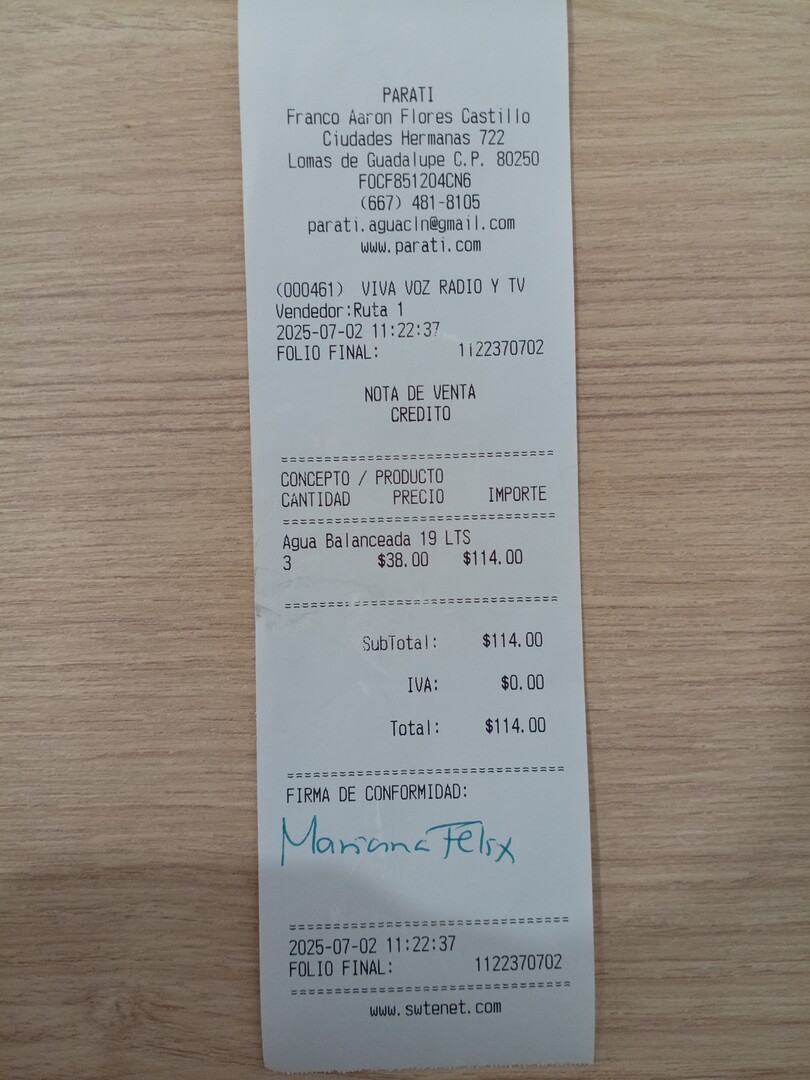 PARATI
Franco Aaron Flores Castillo
Ciudades Hermanas 722
Lomas de Guadalupe C.P. 80250
FOCF851204CN6
(667) 481-8105
parati.aguacln@gmail.com
www.parati.com
(000461) VIVA VOZ RADIO Y TV
Vendedor:Ruta 1
2025-07-02 11:22:37
FOLIO FINAL: 1122370702
NOTA DE VENTA
CREDITO
===============================
CONCEPTO / PRODUCTO
CANTIDAD PRECIO IMPORTE
===============================
Agua Balanceada 19 LTS
3 $38.00 $114.00
===============================
SubTotal: $114.00
IVA: $0.00
Total: $114.00
===============================
FIRMA DE CONFORMIDAD:
Mariana Félix
===============================
2025-07-02 11:22:37
FOLIO FINAL: 1122370702
===============================
www.swtenet.com